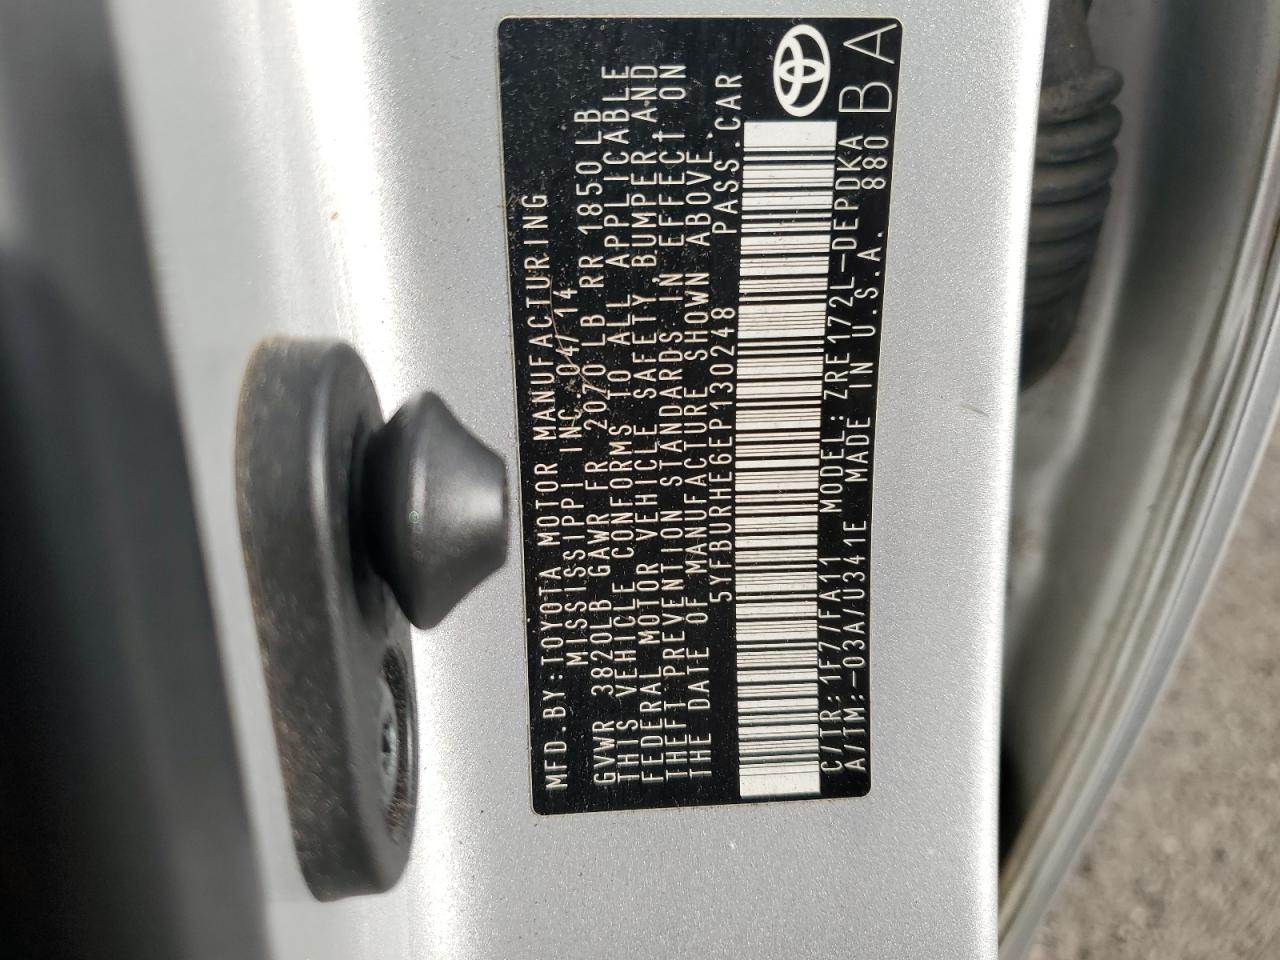 MFD.BY:TOYOTA MOTOR MANUFACTURING
MISSISSIPPI INC. 04/14
GVWR 3820LB GAWR FR 2070LB RR 1850LB
THIS VEHICLE CONFORMS TO ALL APPLICABLE
FEDERAL MOTOR VEHICLE SAFETY BUMPER AND
THEFT PREVENTION STANDARDS IN EFFECT ON
THE DATE OF MANUFACTURE SHOWN ABOVE.
5YFBURHE6EP130248 PASS.CAR
C/TR: 1F7/FA11 MODEL: ZRE172L-DEPDKA
A/TM:-03A/U341E MADE IN U.S.A. 880 BA